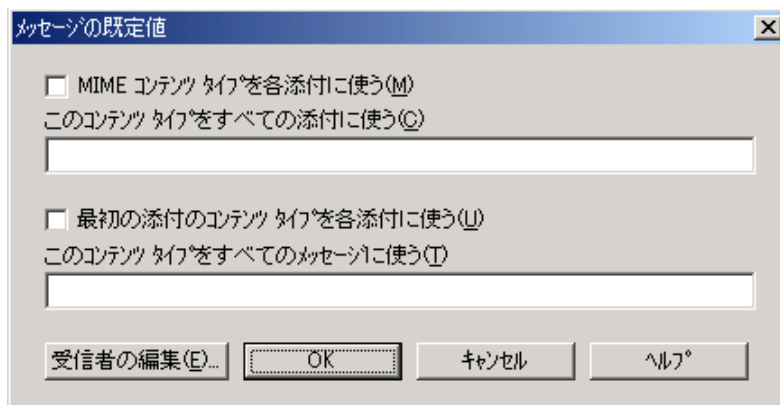 メッセージの既定値
MIME コンテンツ タイプを各添付に使う(M)
このコンテンツ タイプをすべての添付に使う(C)
最初の添付のコンテンツ タイプを各添付に使う(U)
このコンテンツ タイプをすべてのメッセージに使う(T)
受信者の編集(E)... OK キャンセル ヘルプ